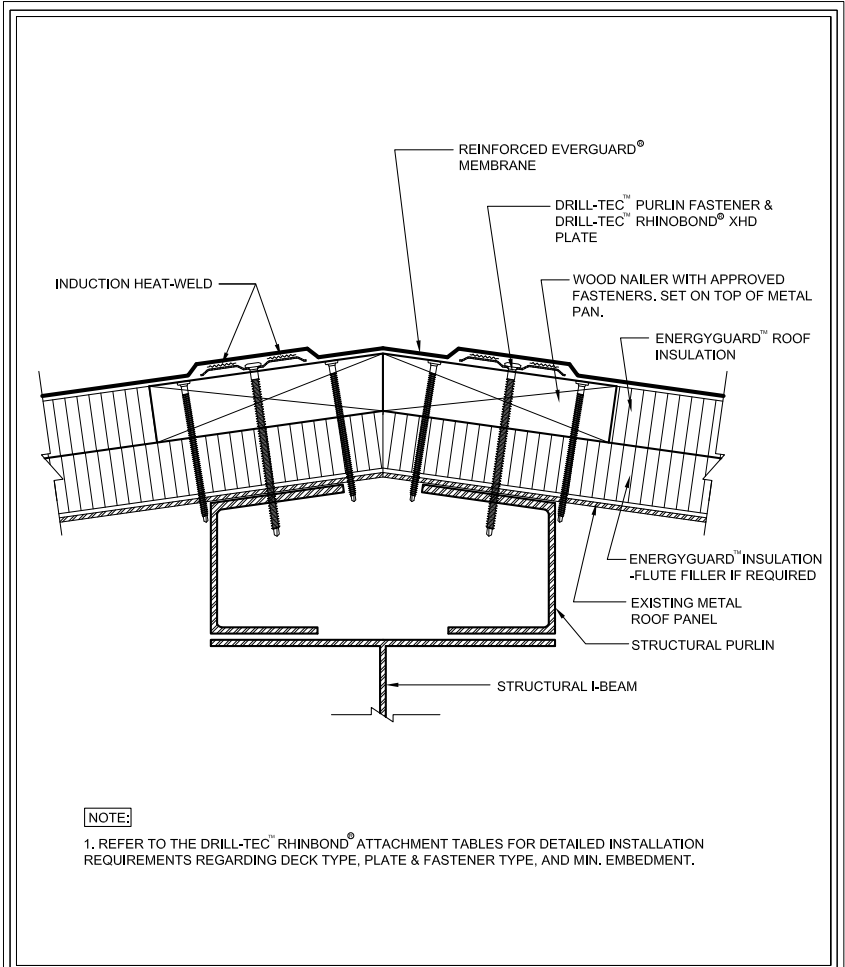 REINFORCED EVERGUARD®
MEMBRANE
DRILL-TEC™ PURLIN FASTENER &
DRILL-TEC™ RHINOBOND® XHD
PLATE
INDUCTION HEAT-WELD
WOOD NAILER WITH APPROVED
FASTENERS. SET ON TOP OF METAL
PAN.
ENERGYGUARD™ ROOF
INSULATION
ENERGYGUARD™ INSULATION
-FLUTE FILLER IF REQUIRED
EXISTING METAL
ROOF PANEL
STRUCTURAL PURLIN
STRUCTURAL I-BEAM
NOTE:
1. REFER TO THE DRILL-TEC™ RHINBOND® ATTACHMENT TABLES FOR DETAILED INSTALLATION
REQUIREMENTS REGARDING DECK TYPE, PLATE & FASTENER TYPE, AND MIN. EMBEDMENT.